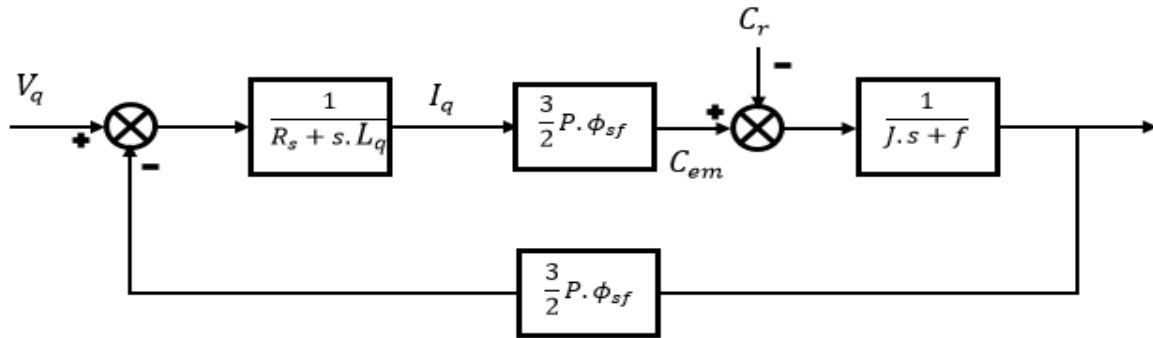 C_r
V_q
I_q
1/(R_s + s.L_q)
3/2 P.ϕ_sf
1/(J.s + f)
C_em
3/2 P.ϕ_sf
+
-
+
-